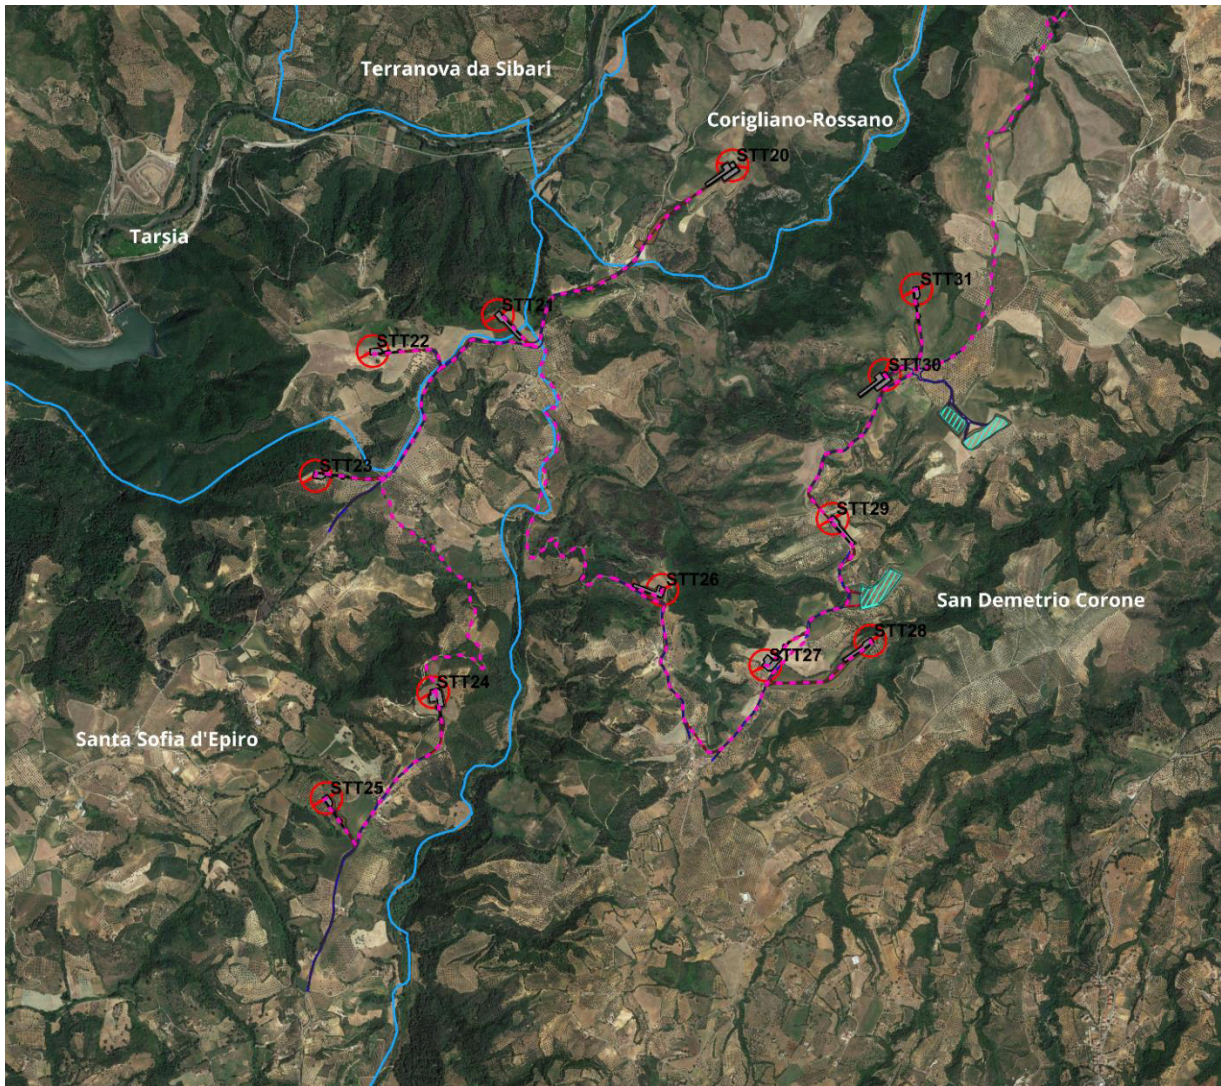 Terranova da Sibari
Corigliano-Rossano
STT20
Tarsia
STT31
STT21
STT22
STT30
STT23
STT29
STT26
San Demetrio Corone
STT28
STT27
STT24
Santa Sofia d'Epiro
STT25